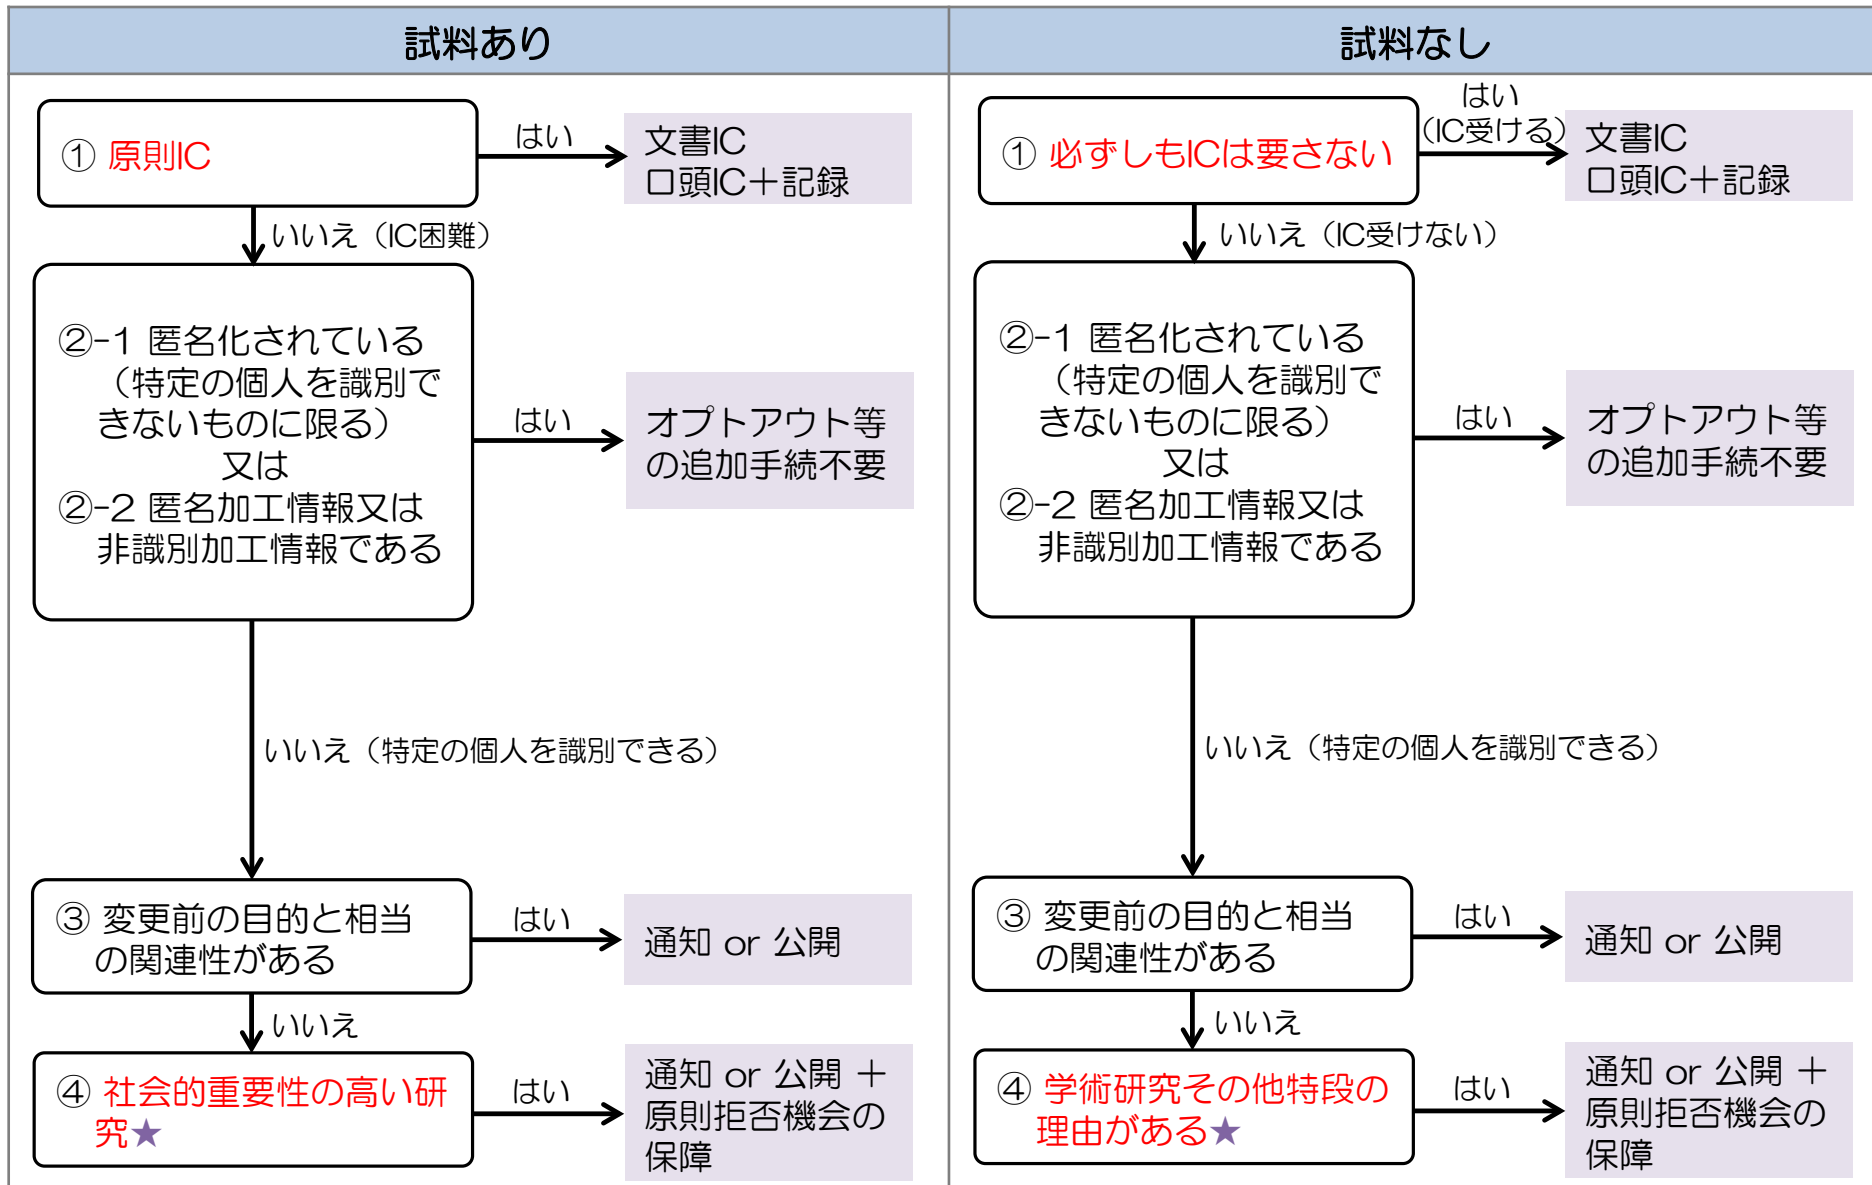 試料あり
① 原則IC
はい
文書IC
口頭IC＋記録
いいえ（IC困難）
②-1 匿名化されている
（特定の個人を識別で
きないものに限る）
又は
②-2 匿名加工情報又は
非識別加工情報である
はい
オプトアウト等
の追加手続不要
いいえ（特定の個人を識別できる）
③ 変更前の目的と相当
の関連性がある
はい
通知 or 公開
いいえ
④ 社会的重要性の高い研
究★
はい
通知 or 公開 ＋
原則拒否機会の
保障
試料なし
① 必ずしもICは要さない
はい
（IC受ける）
文書IC
口頭IC＋記録
いいえ（IC受けない）
②-1 匿名化されている
（特定の個人を識別で
きないものに限る）
又は
②-2 匿名加工情報又は
非識別加工情報である
はい
オプトアウト等
の追加手続不要
いいえ（特定の個人を識別できる）
③ 変更前の目的と相当
の関連性がある
はい
通知 or 公開
いいえ
④ 学術研究その他特段の
理由がある★
はい
通知 or 公開 ＋
原則拒否機会の
保障